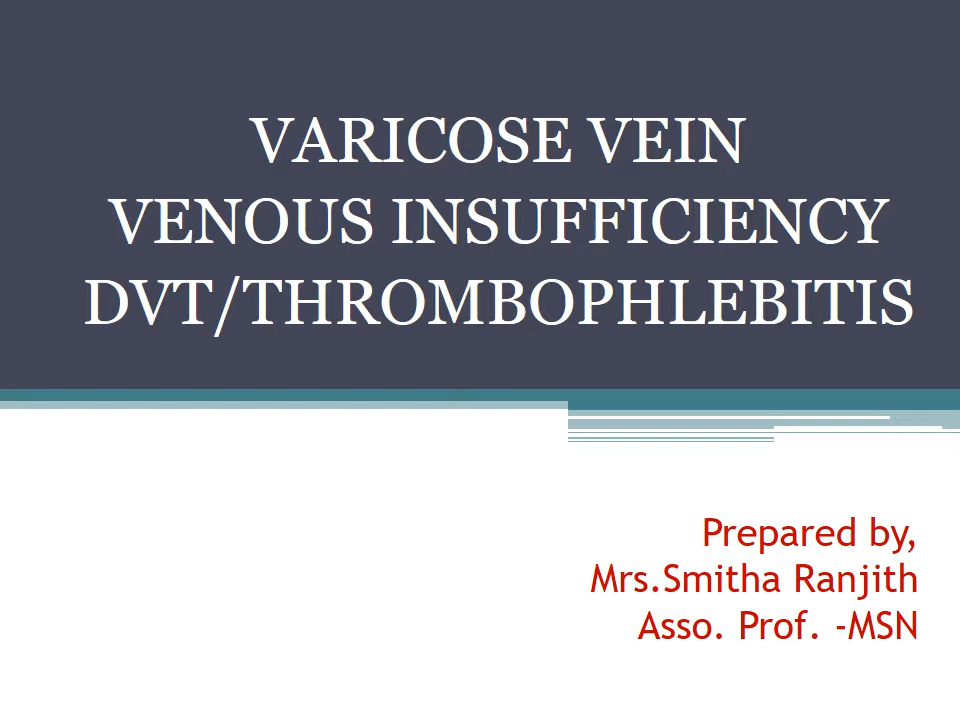 VARICOSE VEIN
VENOUS INSUFFICIENCY
DVT/THROMBOPHLEBITIS
Prepared by,
Mrs.Smitha Ranjith
Asso. Prof. -MSN